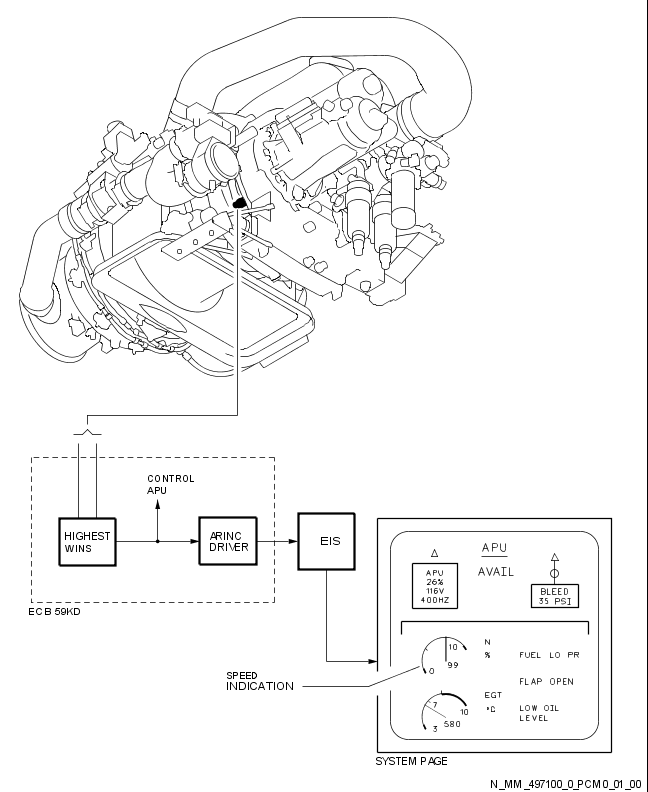 CONTROL
APU
HIGHEST
WINS
ARINC
DRIVER
EIS
ECB 59KD
APU
AVAIL
APU
26%
116V
400HZ
BLEED
35 PSI
N
%
10
0
99
FUEL LO PR
FLAP OPEN
EGT
°C
7
10
3
580
LOW OIL
LEVEL
SPEED
INDICATION
SYSTEM PAGE
N_MM_497100_0_PCM0_01_00